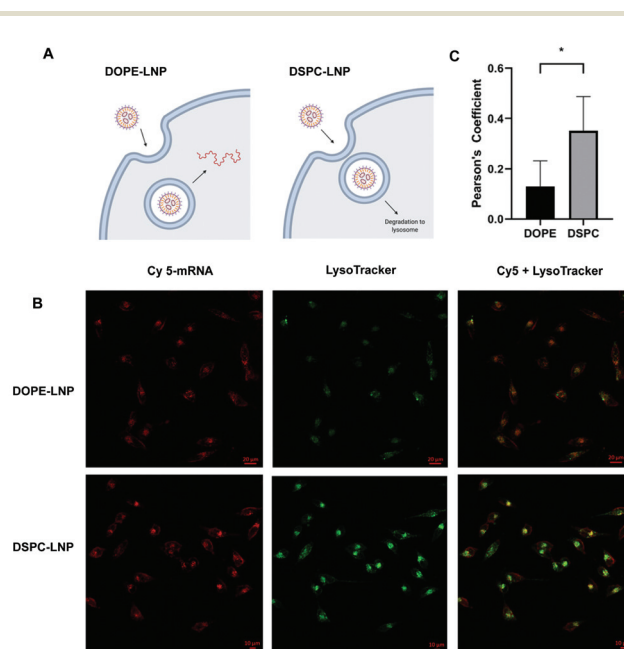 A
DOPE-LNP
DSPC-LNP
Degradation to
lysosome
C
Pearson's Coefficient
0.6
0.4
0.2
0.0
*
DOPE
DSPC
B
Cy 5-mRNA
LysoTracker
Cy5 + LysoTracker
DOPE-LNP
20 µm
20 µm
20 µm
DSPC-LNP
10 µm
10 µm
10 µm